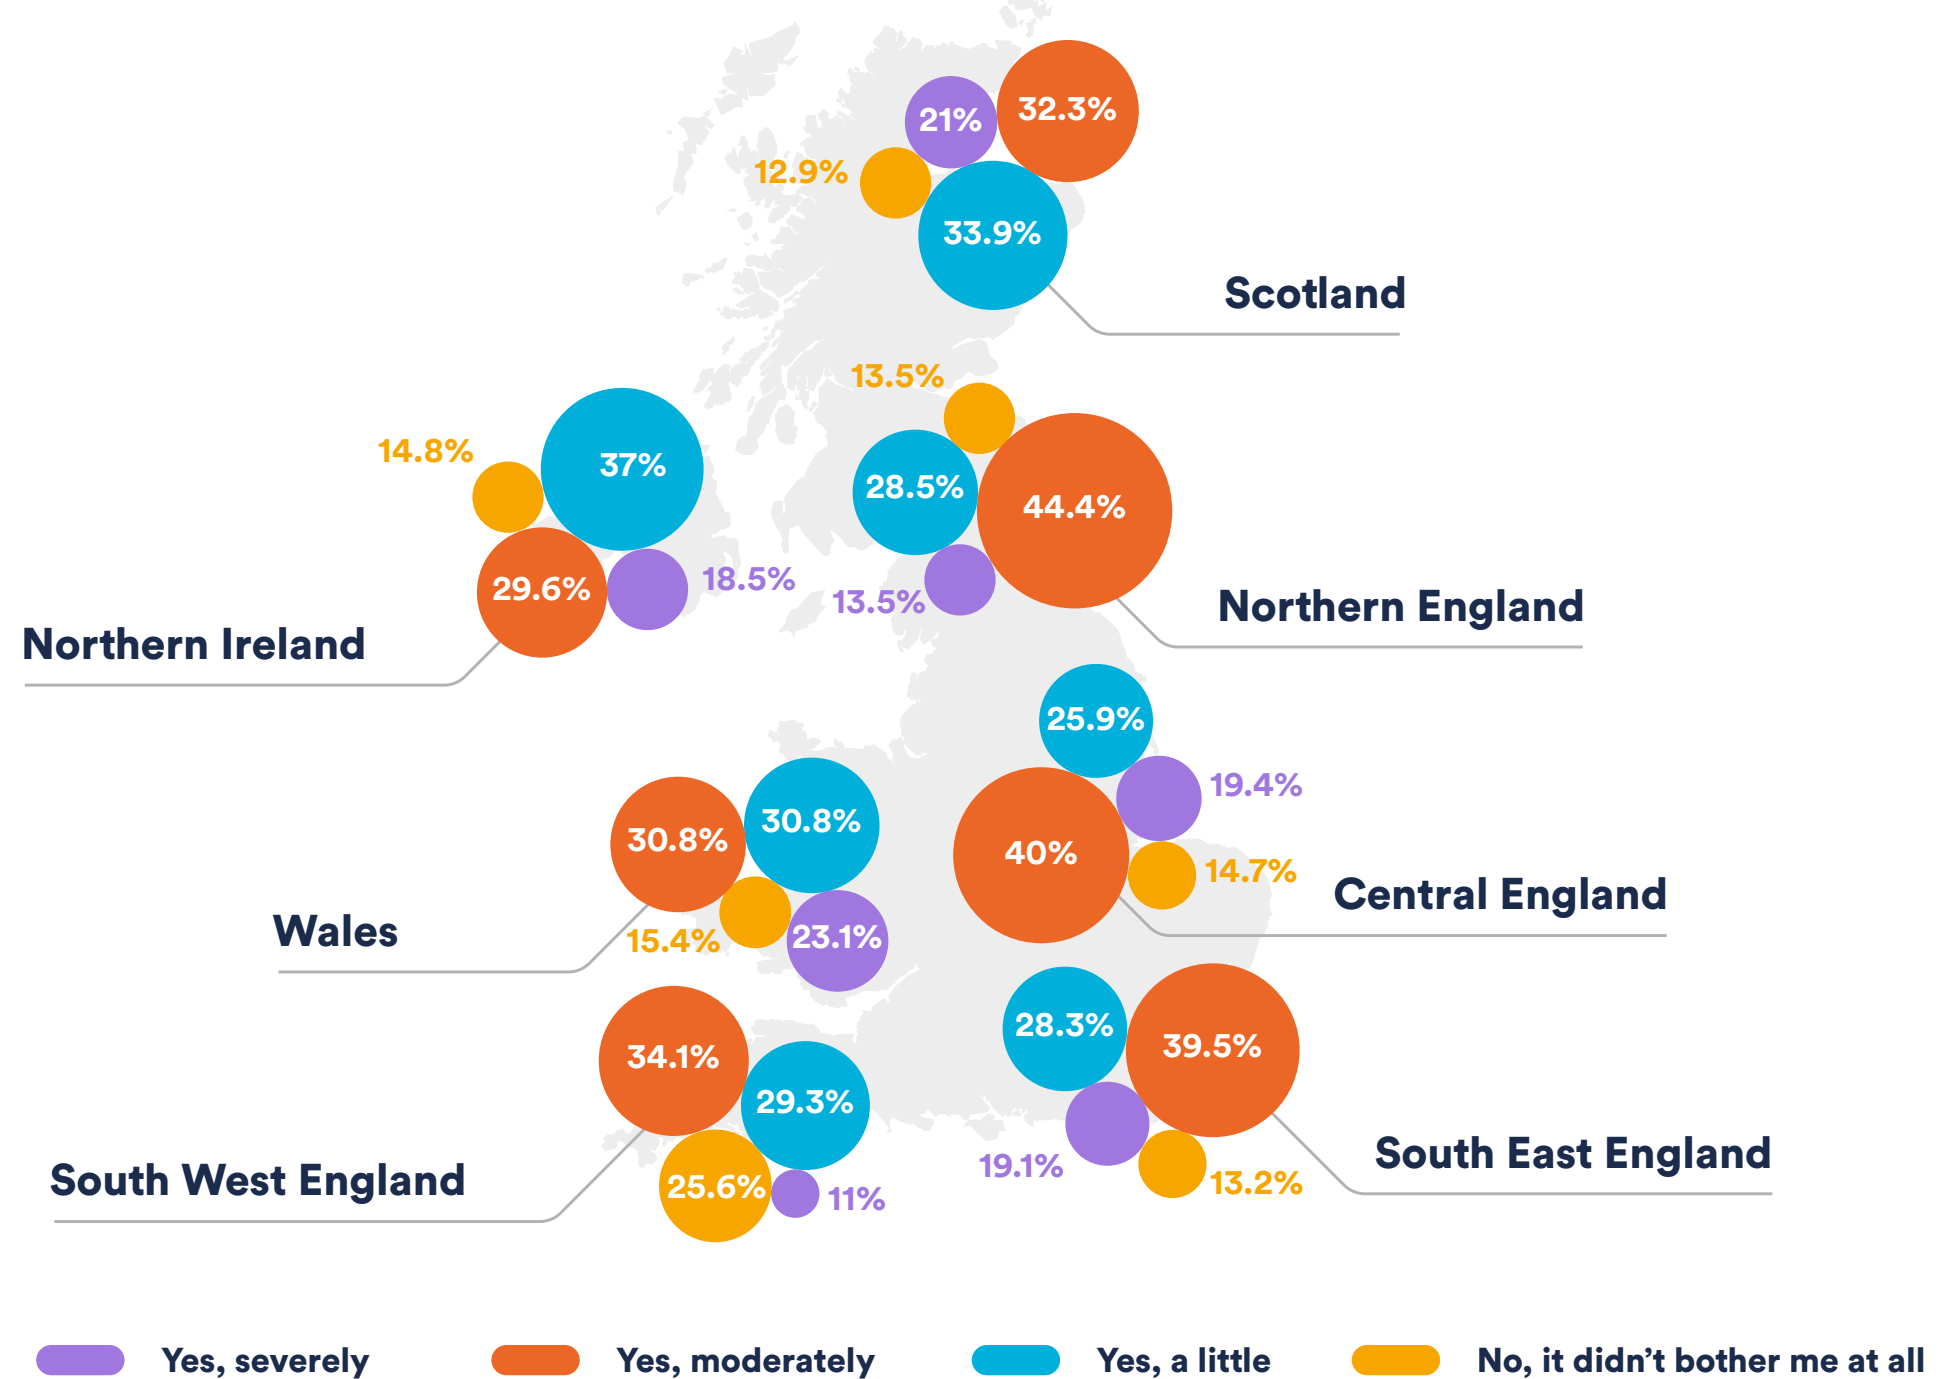 21%
32.3%
12.9%
33.9%
Scotland
13.5%
28.5%
44.4%
13.5%
Northern England
14.8%
37%
29.6%
18.5%
Northern Ireland
25.9%
19.4%
40%
14.7%
Central England
30.8%
30.8%
15.4%
23.1%
Wales
28.3%
39.5%
19.1%
13.2%
South East England
34.1%
29.3%
25.6%
11%
South West England
Yes, severely
Yes, moderately
Yes, a little
No, it didn’t bother me at all